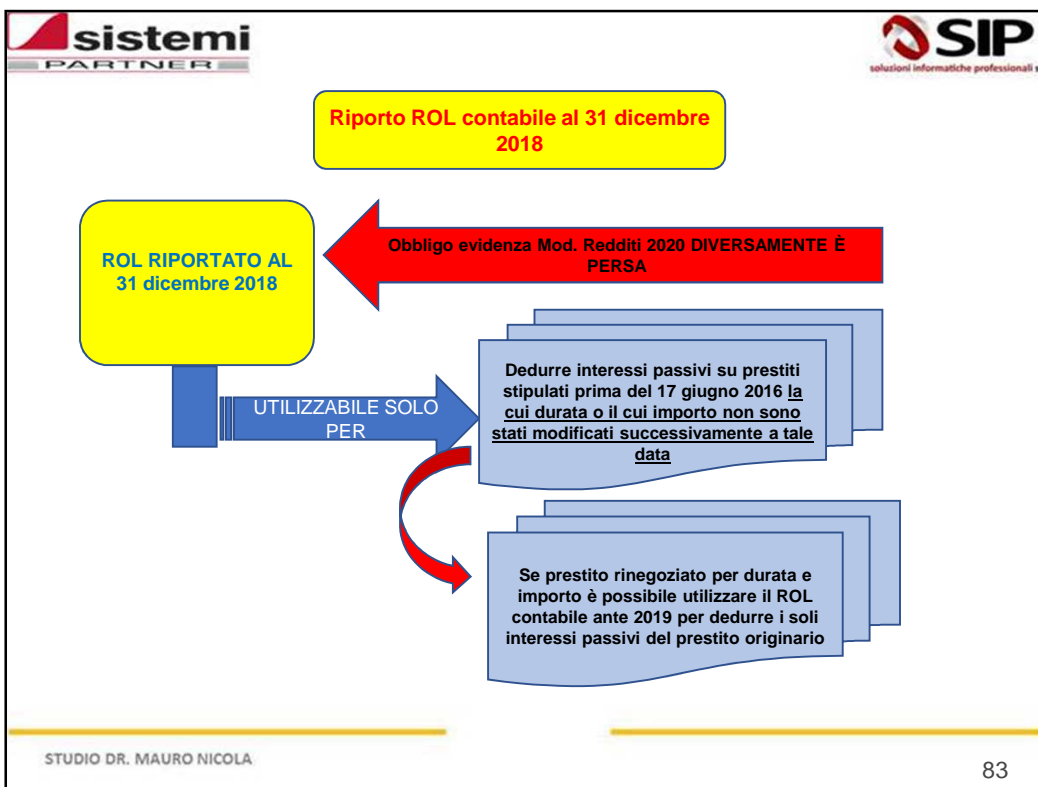 sistemi
PARTNER
SIP
soluzioni informatiche professionali s
Riporto ROL contabile al 31 dicembre
2018
ROL RIPORTATO AL
31 dicembre 2018
Obbligo evidenza Mod. Redditi 2020 DIVERSAMENTE È
PERSA
UTILIZZABILE SOLO
PER
Dedurre interessi passivi su prestiti
stipulati prima del 17 giugno 2016 la
cui durata o il cui importo non sono
stati modificati successivamente a tale
data
Se prestito rinegoziato per durata e
importo è possibile utilizzare il ROL
contabile ante 2019 per dedurre i soli
interessi passivi del prestito originario
STUDIO DR. MAURO NICOLA
83